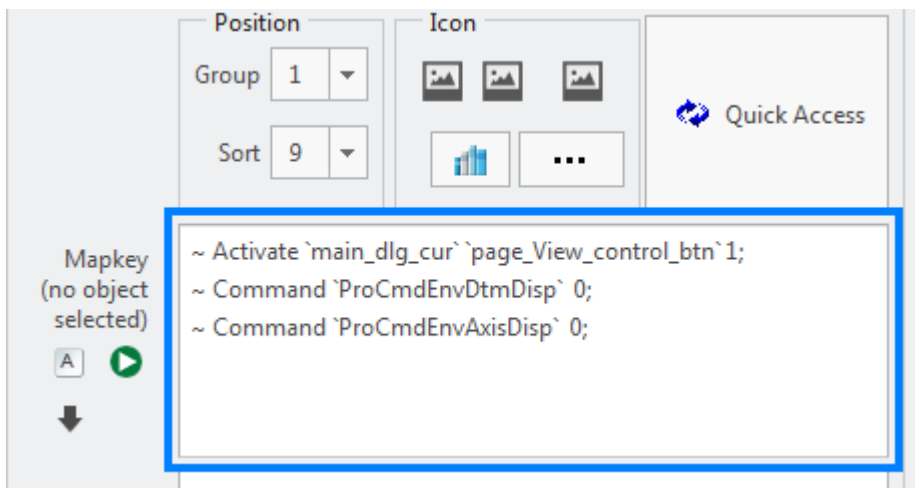 Position
Icon
Group 1
Sort 9
...
Quick Access
Mapkey
(no object
selected)
A
~ Activate `main_dlg_cur` `page_View_control_btn` 1;
~ Command `ProCmdEnvDtmDisp` 0;
~ Command `ProCmdEnvAxisDisp` 0;